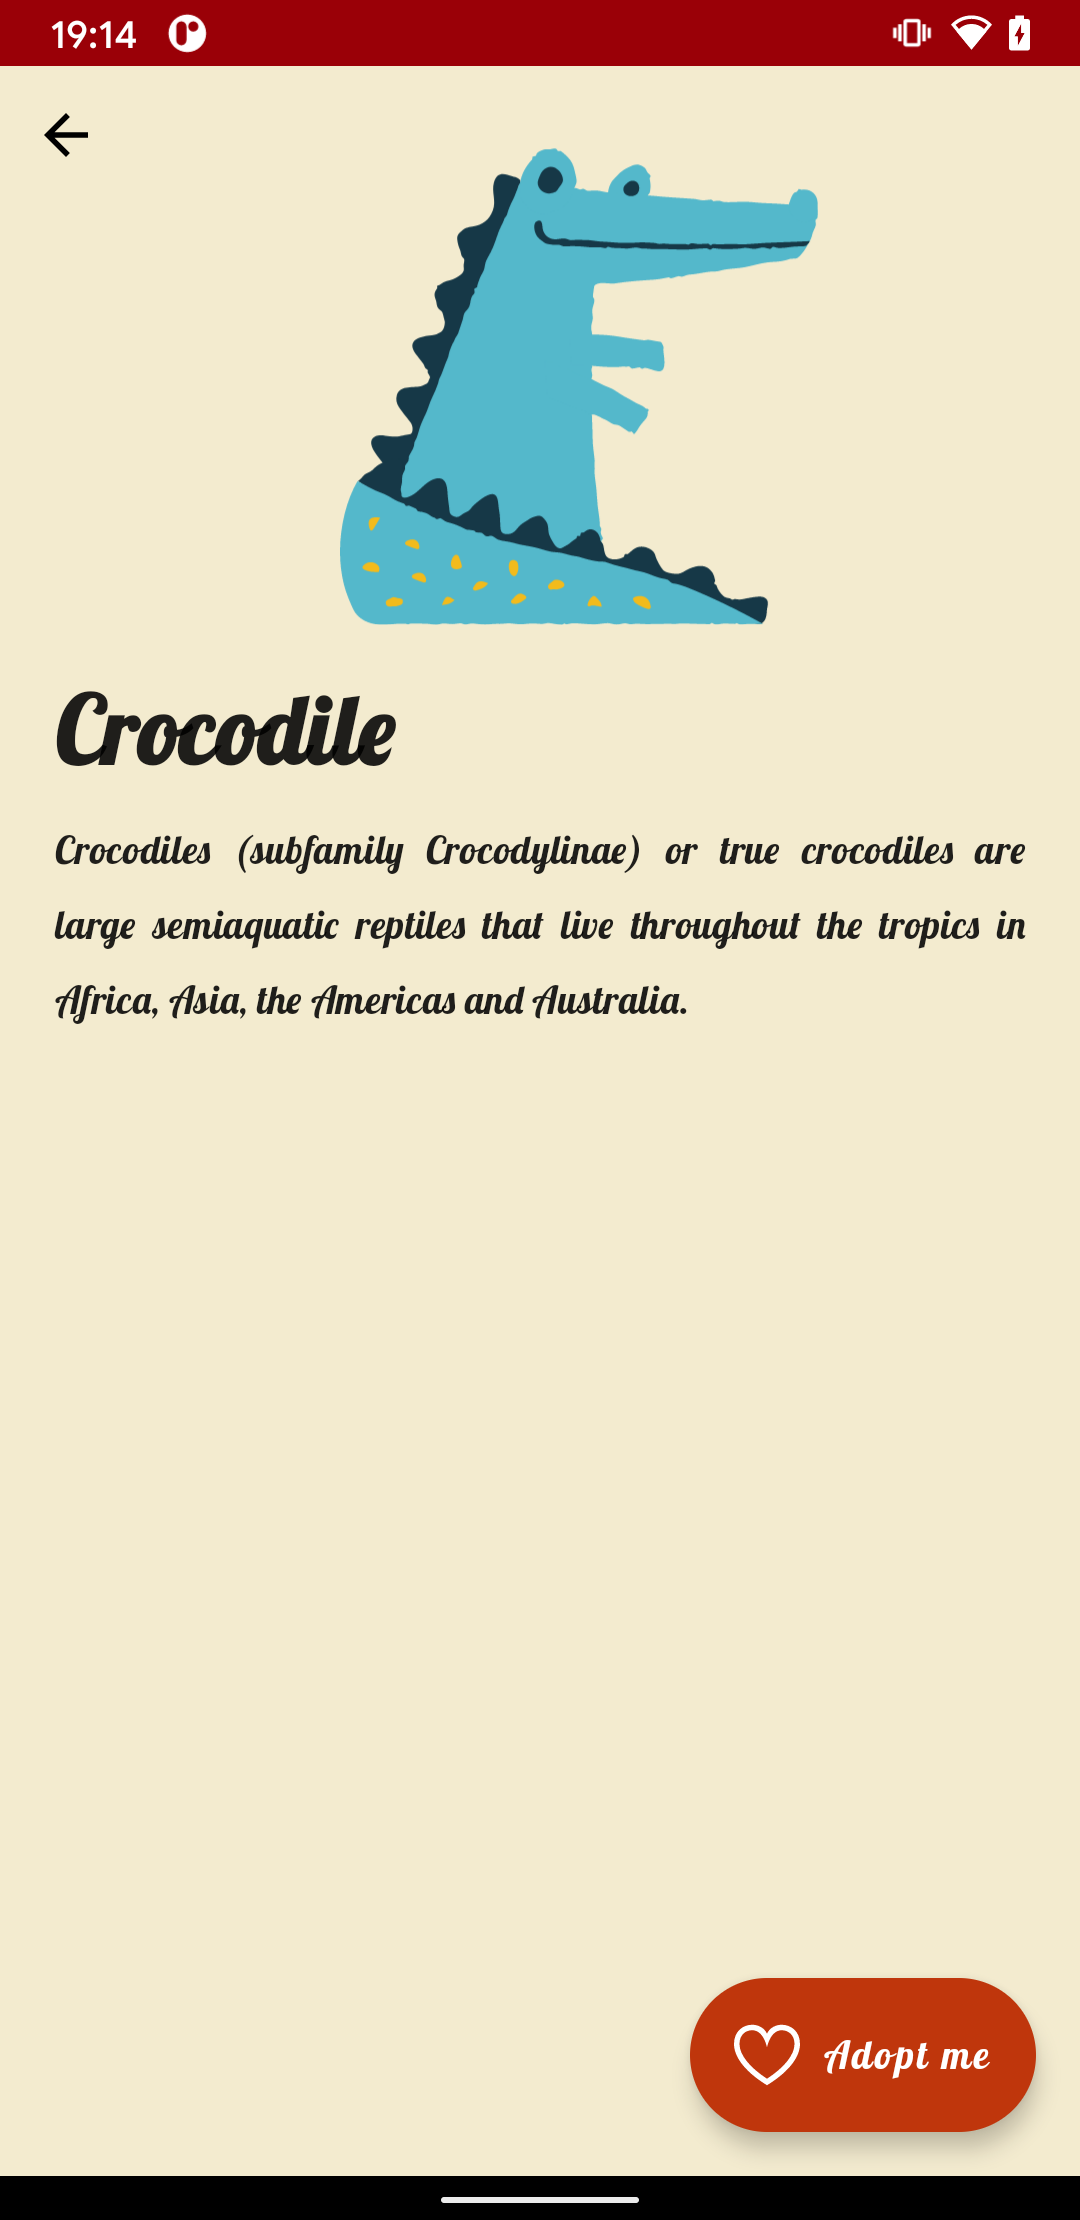 19:14
Crocodile
Crocodiles (subfamily Crocodylinae) or true crocodiles are
large semiaquatic reptiles that live throughout the tropics in
Africa, Asia, the Americas and Australia.
Adopt me